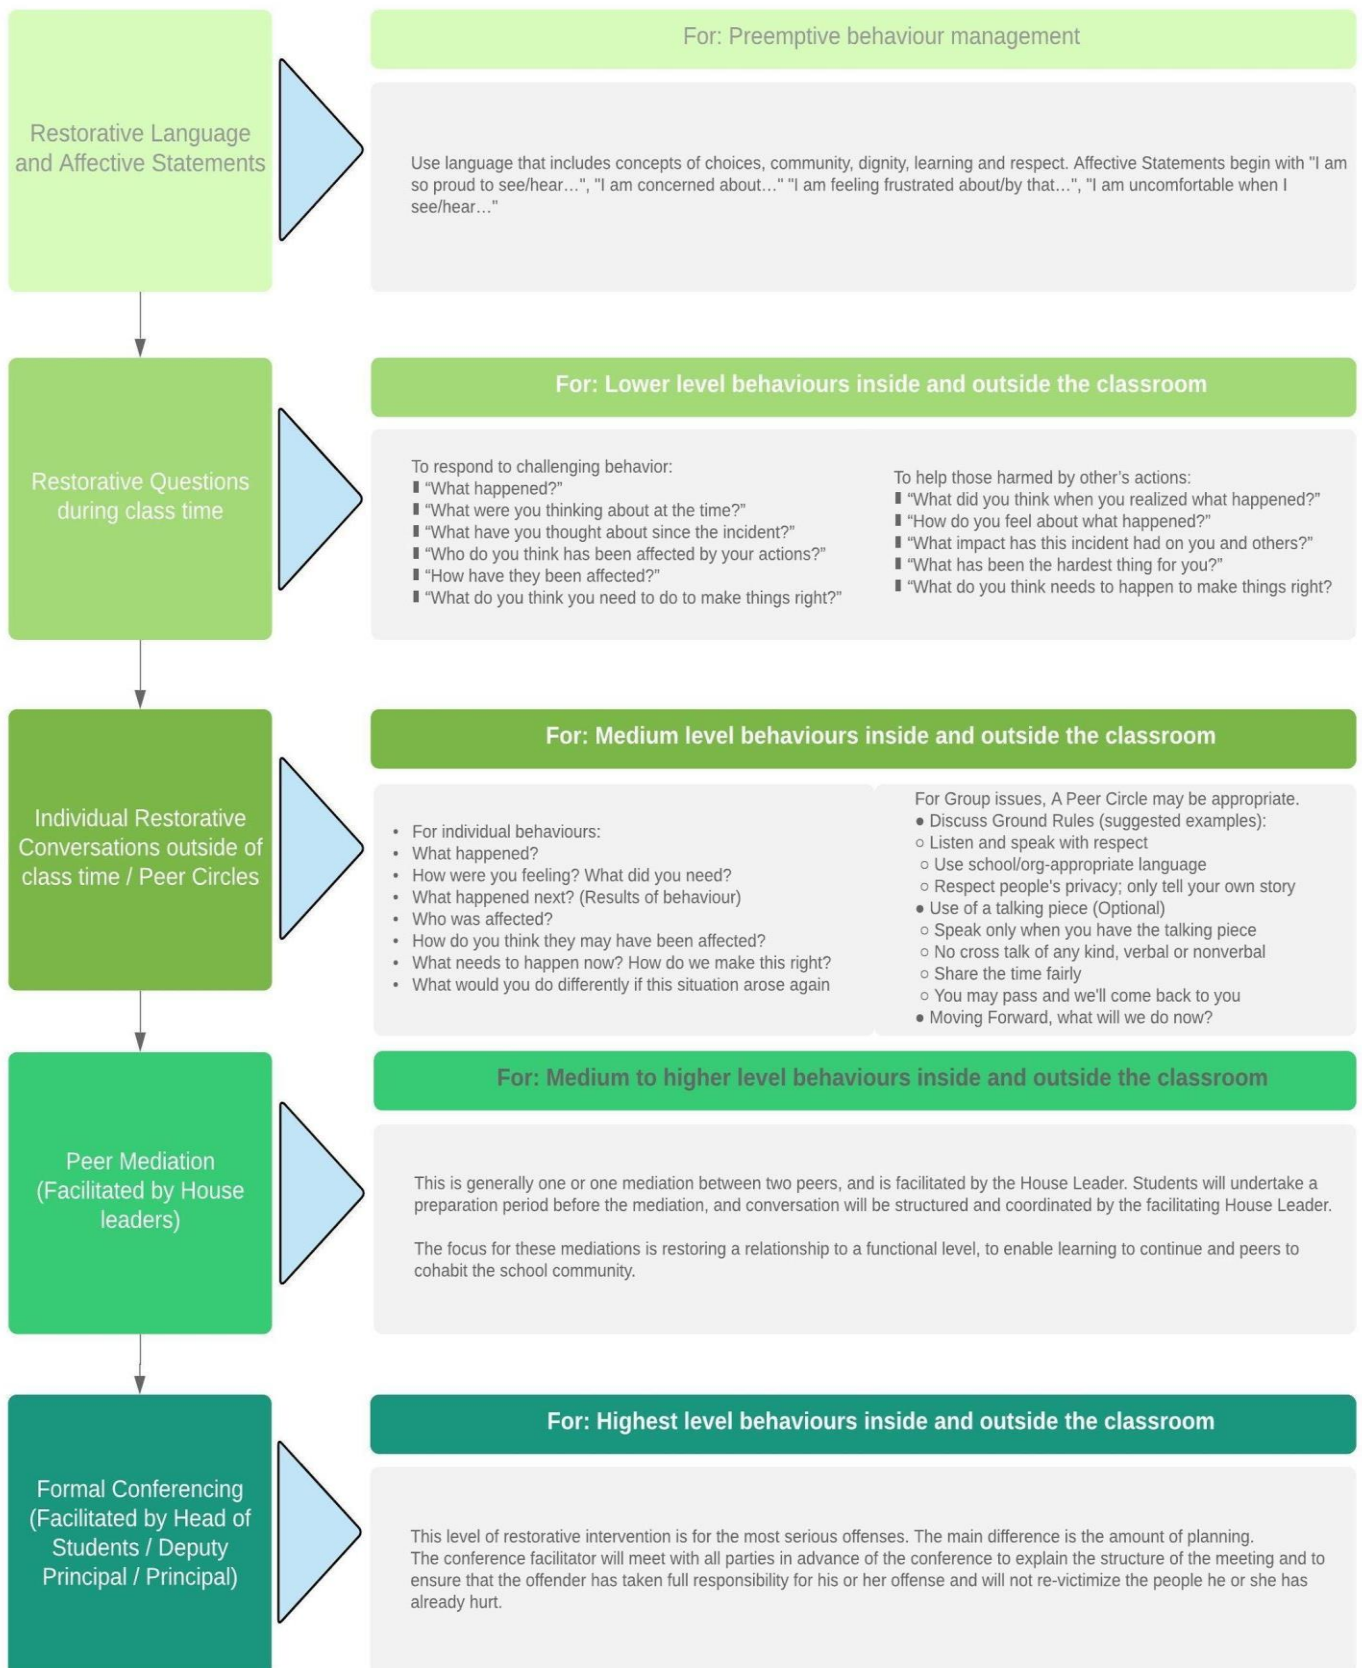 Restorative Language
and Affective Statements
For: Preemptive behaviour management
Use language that includes concepts of choices, community, dignity, learning and respect. Affective Statements begin with "I am
so proud to see/hear…", "I am concerned about…" "I am feeling frustrated about/by that…", "I am uncomfortable when I
see/hear…"
Restorative Questions
during class time
For: Lower level behaviours inside and outside the classroom
To respond to challenging behavior:
▮ “What happened?”
▮ “What were you thinking about at the time?”
▮ “What have you thought about since the incident?”
▮ “Who do you think has been affected by your actions?”
▮ “How have they been affected?”
▮ “What do you think you need to do to make things right?”
To help those harmed by other’s actions:
▮ “What did you think when you realized what happened?”
▮ “How do you feel about what happened?”
▮ “What impact has this incident had on you and others?”
▮ “What has been the hardest thing for you?”
▮ “What do you think needs to happen to make things right?
Individual Restorative
Conversations outside of
class time / Peer Circles
For: Medium level behaviours inside and outside the classroom
• For individual behaviours:
• What happened?
• How were you feeling? What did you need?
• What happened next? (Results of behaviour)
• Who was affected?
• How do you think they may have been affected?
• What needs to happen now? How do we make this right?
• What would you do differently if this situation arose again
For Group issues, A Peer Circle may be appropriate.
● Discuss Ground Rules (suggested examples):
○ Listen and speak with respect
○ Use school/org-appropriate language
○ Respect people's privacy; only tell your own story
● Use of a talking piece (Optional)
○ Speak only when you have the talking piece
○ No cross talk of any kind, verbal or nonverbal
○ Share the time fairly
○ You may pass and we'll come back to you
● Moving Forward, what will we do now?
Peer Mediation
(Facilitated by House
leaders)
For: Medium to higher level behaviours inside and outside the classroom
This is generally one or one mediation between two peers, and is facilitated by the House Leader. Students will undertake a
preparation period before the mediation, and conversation will be structured and coordinated by the facilitating House Leader.
The focus for these mediations is restoring a relationship to a functional level, to enable learning to continue and peers to
cohabit the school community.
Formal Conferencing
(Facilitated by Head of
Students / Deputy
Principal / Principal)
For: Highest level behaviours inside and outside the classroom
This level of restorative intervention is for the most serious offenses. The main difference is the amount of planning.
The conference facilitator will meet with all parties in advance of the conference to explain the structure of the meeting and to
ensure that the offender has taken full responsibility for his or her offense and will not re-victimize the people he or she has
already hurt.